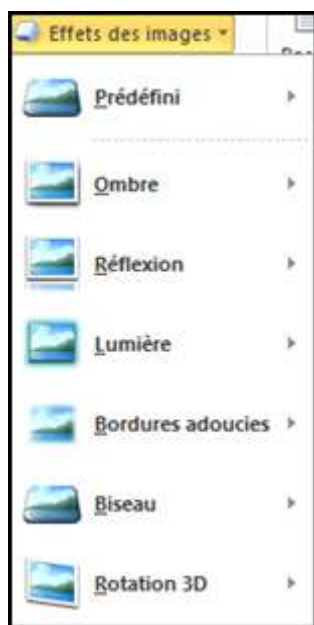 Effets des images
Prédéfini
Ombre
Réflexion
Lumière
Bordures adoucies
Biseau
Rotation 3D